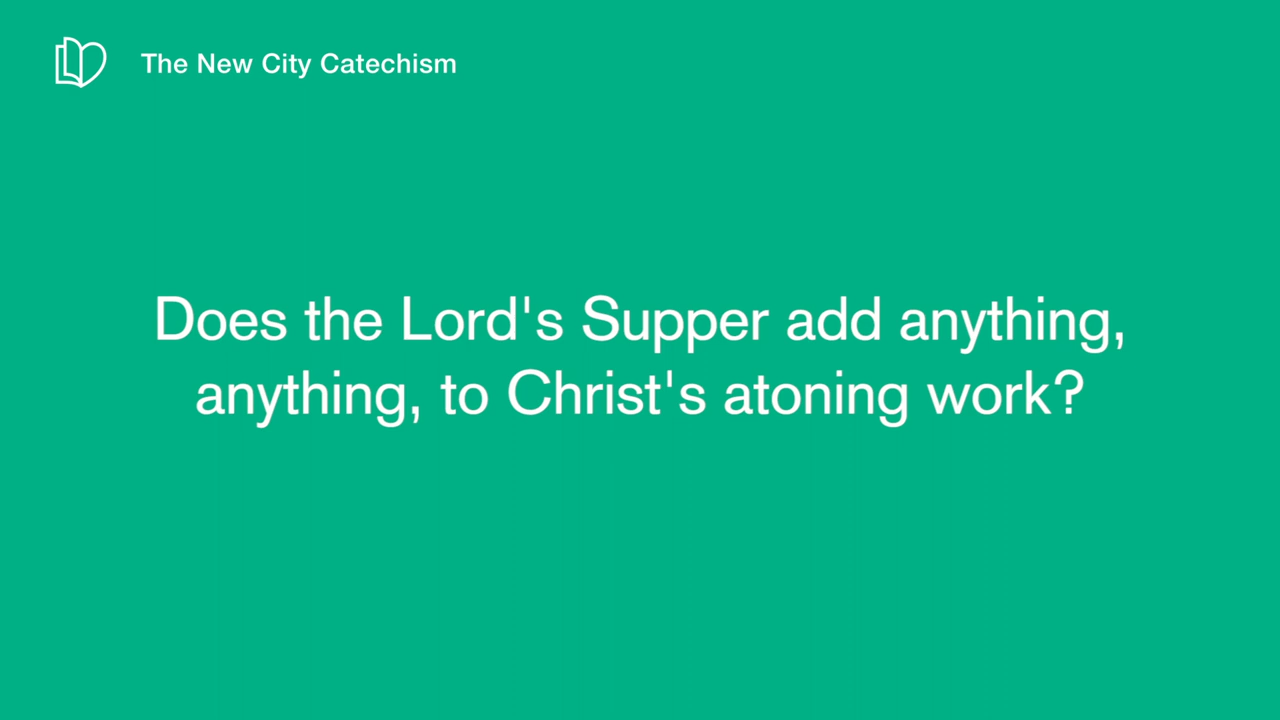 The New City Catechism
Does the Lord's Supper add anything,
anything, to Christ's atoning work?